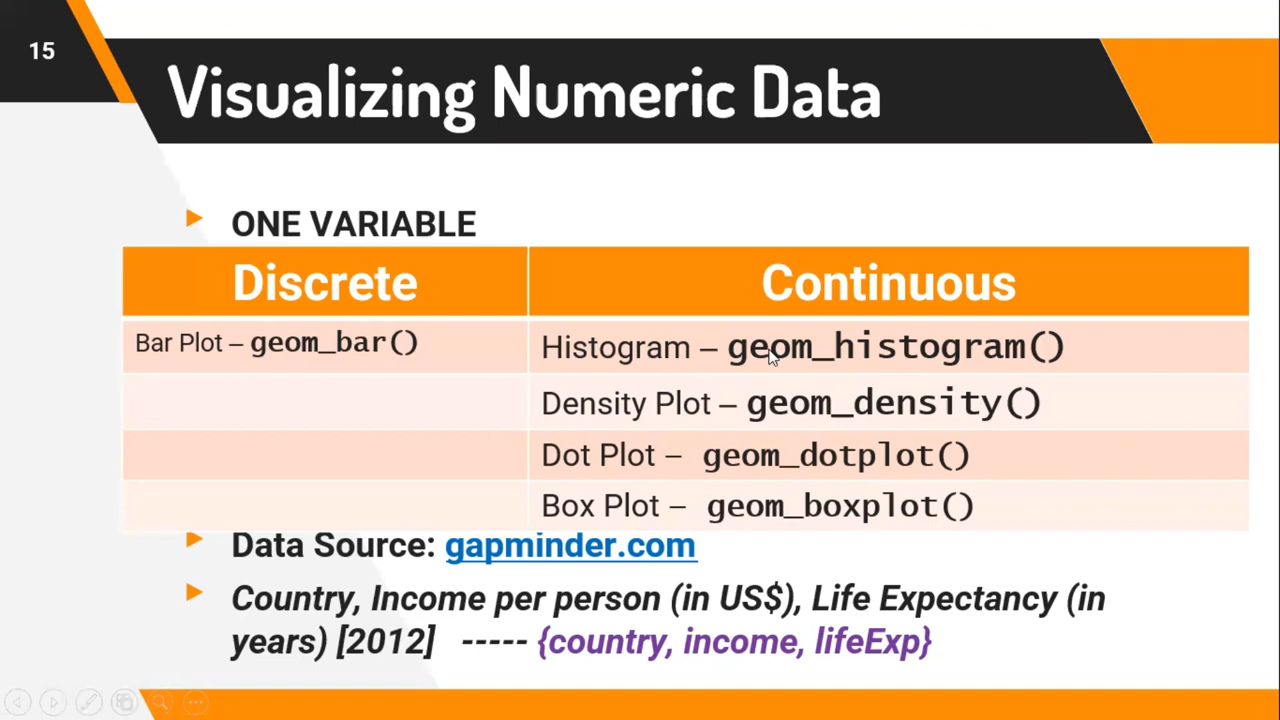 15
Visualizing Numeric Data
ONE VARIABLE
Discrete
Continuous
Bar Plot – geom_bar()
Histogram – geom_histogram()
Density Plot – geom_density()
Dot Plot – geom_dotplot()
Box Plot – geom_boxplot()
Data Source: gapminder.com
Country, Income per person (in US$), Life Expectancy (in
years) [2012] ----- {country, income, lifeExp}